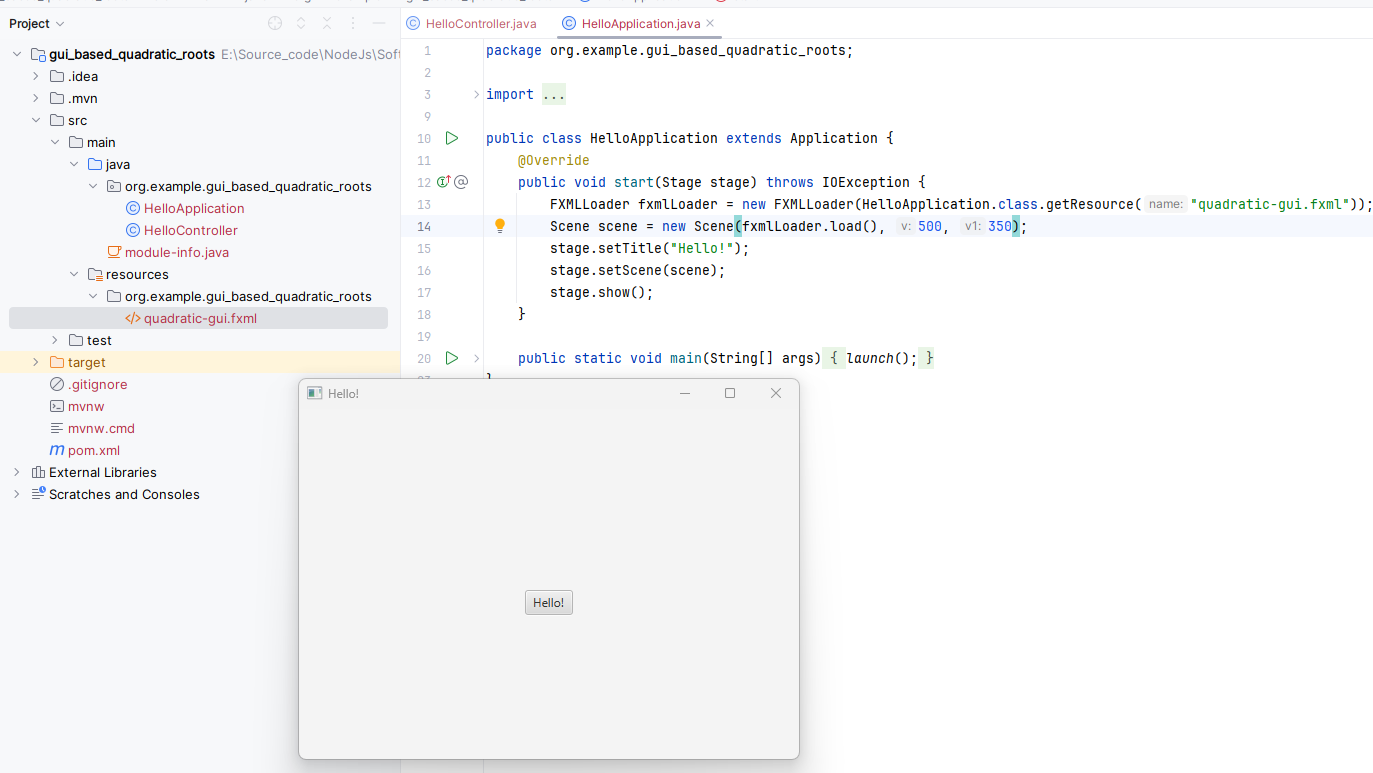 Project
gui_based_quadratic_roots E:\Source_code\NodeJs\Soft
.idea
.mvn
src
main
java
org.example.gui_based_quadratic_roots
HelloApplication
HelloController
module-info.java
resources
org.example.gui_based_quadratic_roots
quadratic-gui.fxml
test
target
.gitignore
mvnw
mvnw.cmd
pom.xml
External Libraries
Scratches and Consoles
HelloController.java
HelloApplication.java
1 package org.example.gui_based_quadratic_roots;
2
3 import ...
9
10 public class HelloApplication extends Application {
11 @Override
12 public void start(Stage stage) throws IOException {
13 FXMLLoader fxmlLoader = new FXMLLoader(HelloApplication.class.getResource( name: "quadratic-gui.fxml"));
14 Scene scene = new Scene(fxmlLoader.load(), v: 500, v1: 350);
15 stage.setTitle("Hello!");
16 stage.setScene(scene);
17 stage.show();
18 }
19
20 public static void main(String[] args) { launch(); }
Hello!
Hello!